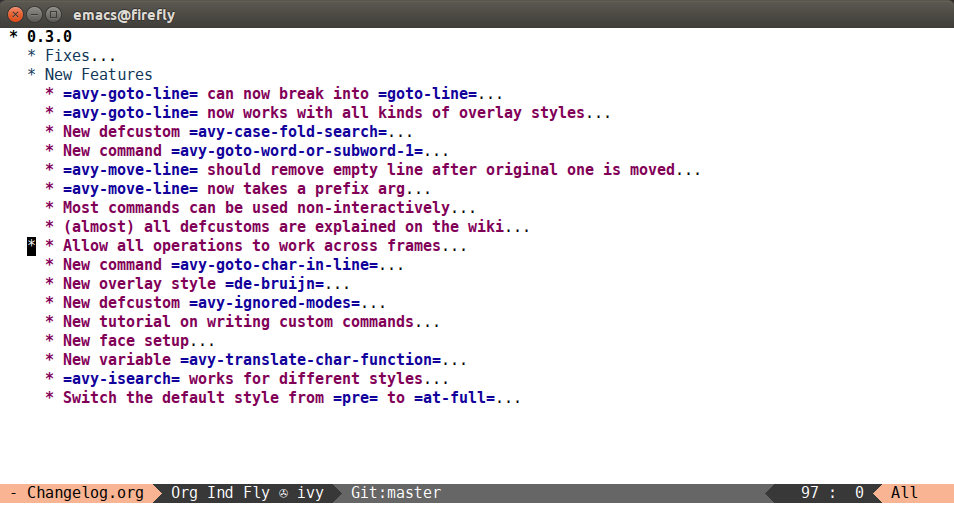 emacs@firefly
* 0.3.0
* Fixes...
* New Features
* =avy-goto-line= can now break into =goto-line=...
* =avy-goto-line= now works with all kinds of overlay styles...
* New defcustom =avy-case-fold-search=...
* New command =avy-goto-word-or-subword-1=...
* =avy-move-line= should remove empty line after original one is moved...
* =avy-move-line= now takes a prefix arg...
* Most commands can be used non-interactively...
* (almost) all defcustoms are explained on the wiki...
* * Allow all operations to work across frames...
* New command =avy-goto-char-in-line=...
* New overlay style =de-bruijn=...
* New defcustom =avy-ignored-modes=...
* New tutorial on writing custom commands...
* New face setup...
* New variable =avy-translate-char-function=...
* =avy-isearch= works for different styles...
* Switch the default style from =pre= to =at-full=...
- Changelog.org Org Ind Fly ✇ ivy Git:master 97 : 0 All